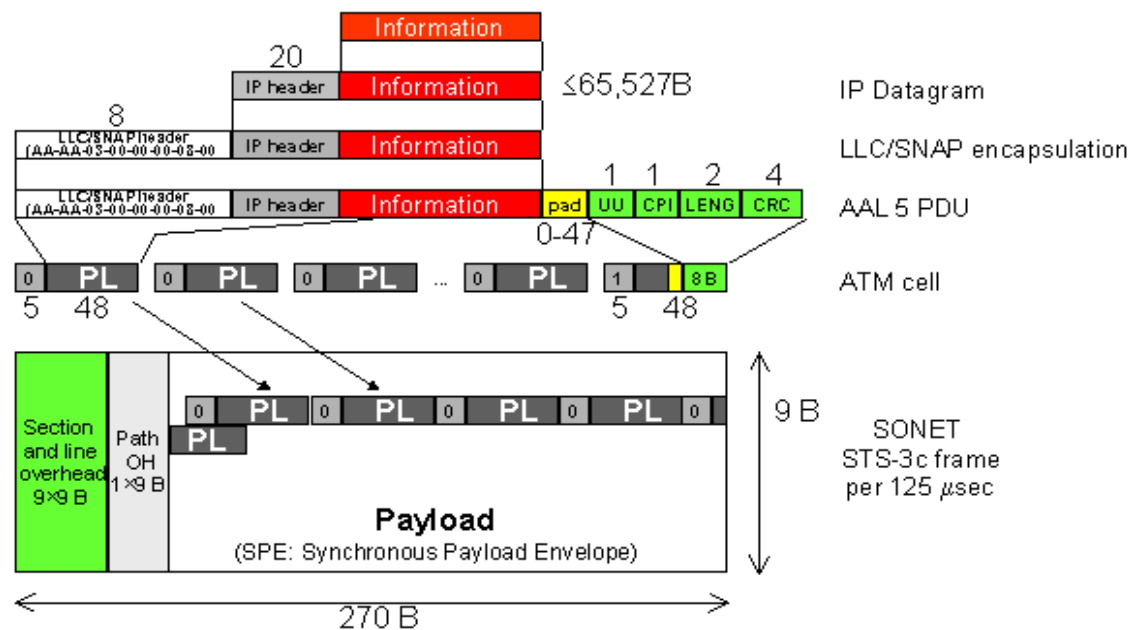 Information
20
IP header Information ≤65,527B IP Datagram
8
LLC/SNAP header
(AA-AA-03-00-00-00-08-00 IP header Information LLC/SNAP encapsulation
1 1 2 4
LLC/SNAP header
(AA-AA-03-00-00-00-08-00 IP header Information pad UU CPI LENG CRC AAL 5 PDU
0-47
0 PL 0 PL 0 PL ... 0 PL 1 8B ATM cell
5 48 5 48
0 PL 0 PL 0 PL 0 PL 0
PL
Section
and line
overhead
9×9 B
Path
OH
1×9 B
Payload
(SPE: Synchronous Payload Envelope)
9 B
SONET
STS-3c frame
per 125 μsec
270 B